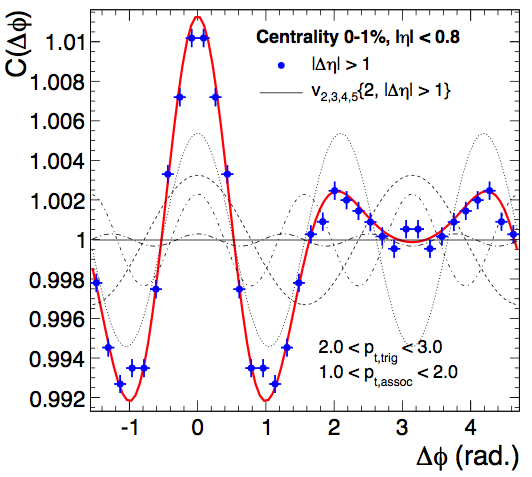 C(Δϕ)
1.01
1.008
1.006
1.004
1.002
1
0.998
0.996
0.994
0.992
Centrality 0-1%, |η| < 0.8
|Δη| > 1
v2,3,4,5{2, |Δη| > 1}
2.0 < pt,trig < 3.0
1.0 < pt,assoc < 2.0
-1 0 1 2 3 4
Δϕ (rad.)